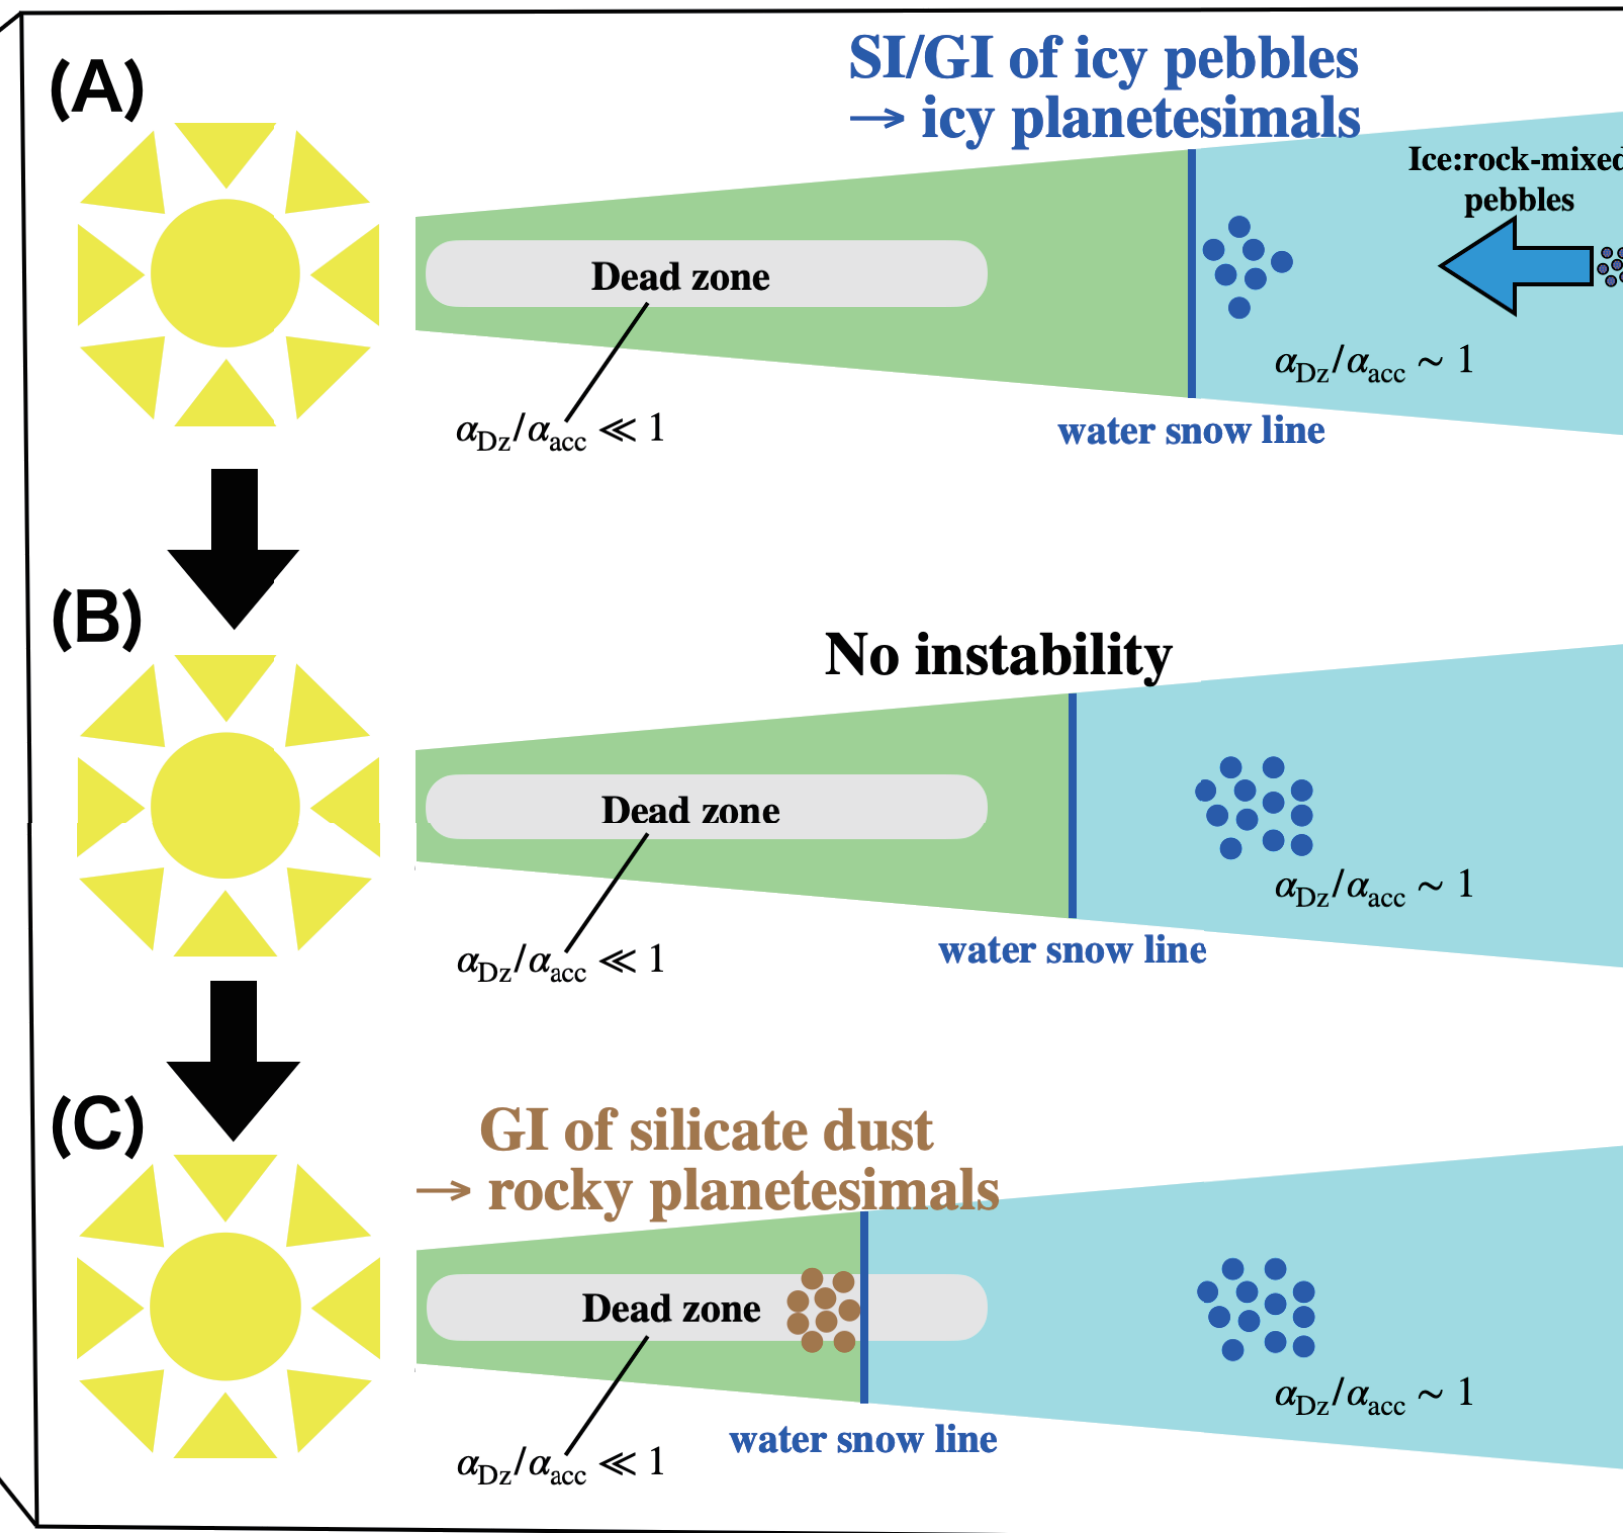 (A)
SI/GI of icy pebbles
→ icy planetesimals
Ice:rock-mixed
pebbles
Dead zone
αDz/αacc ~ 1
αDz/αacc ≪ 1
water snow line
(B)
No instability
Dead zone
αDz/αacc ~ 1
water snow line
αDz/αacc ≪ 1
(C)
GI of silicate dust
→ rocky planetesimals
Dead zone
αDz/αacc ~ 1
water snow line
αDz/αacc ≪ 1